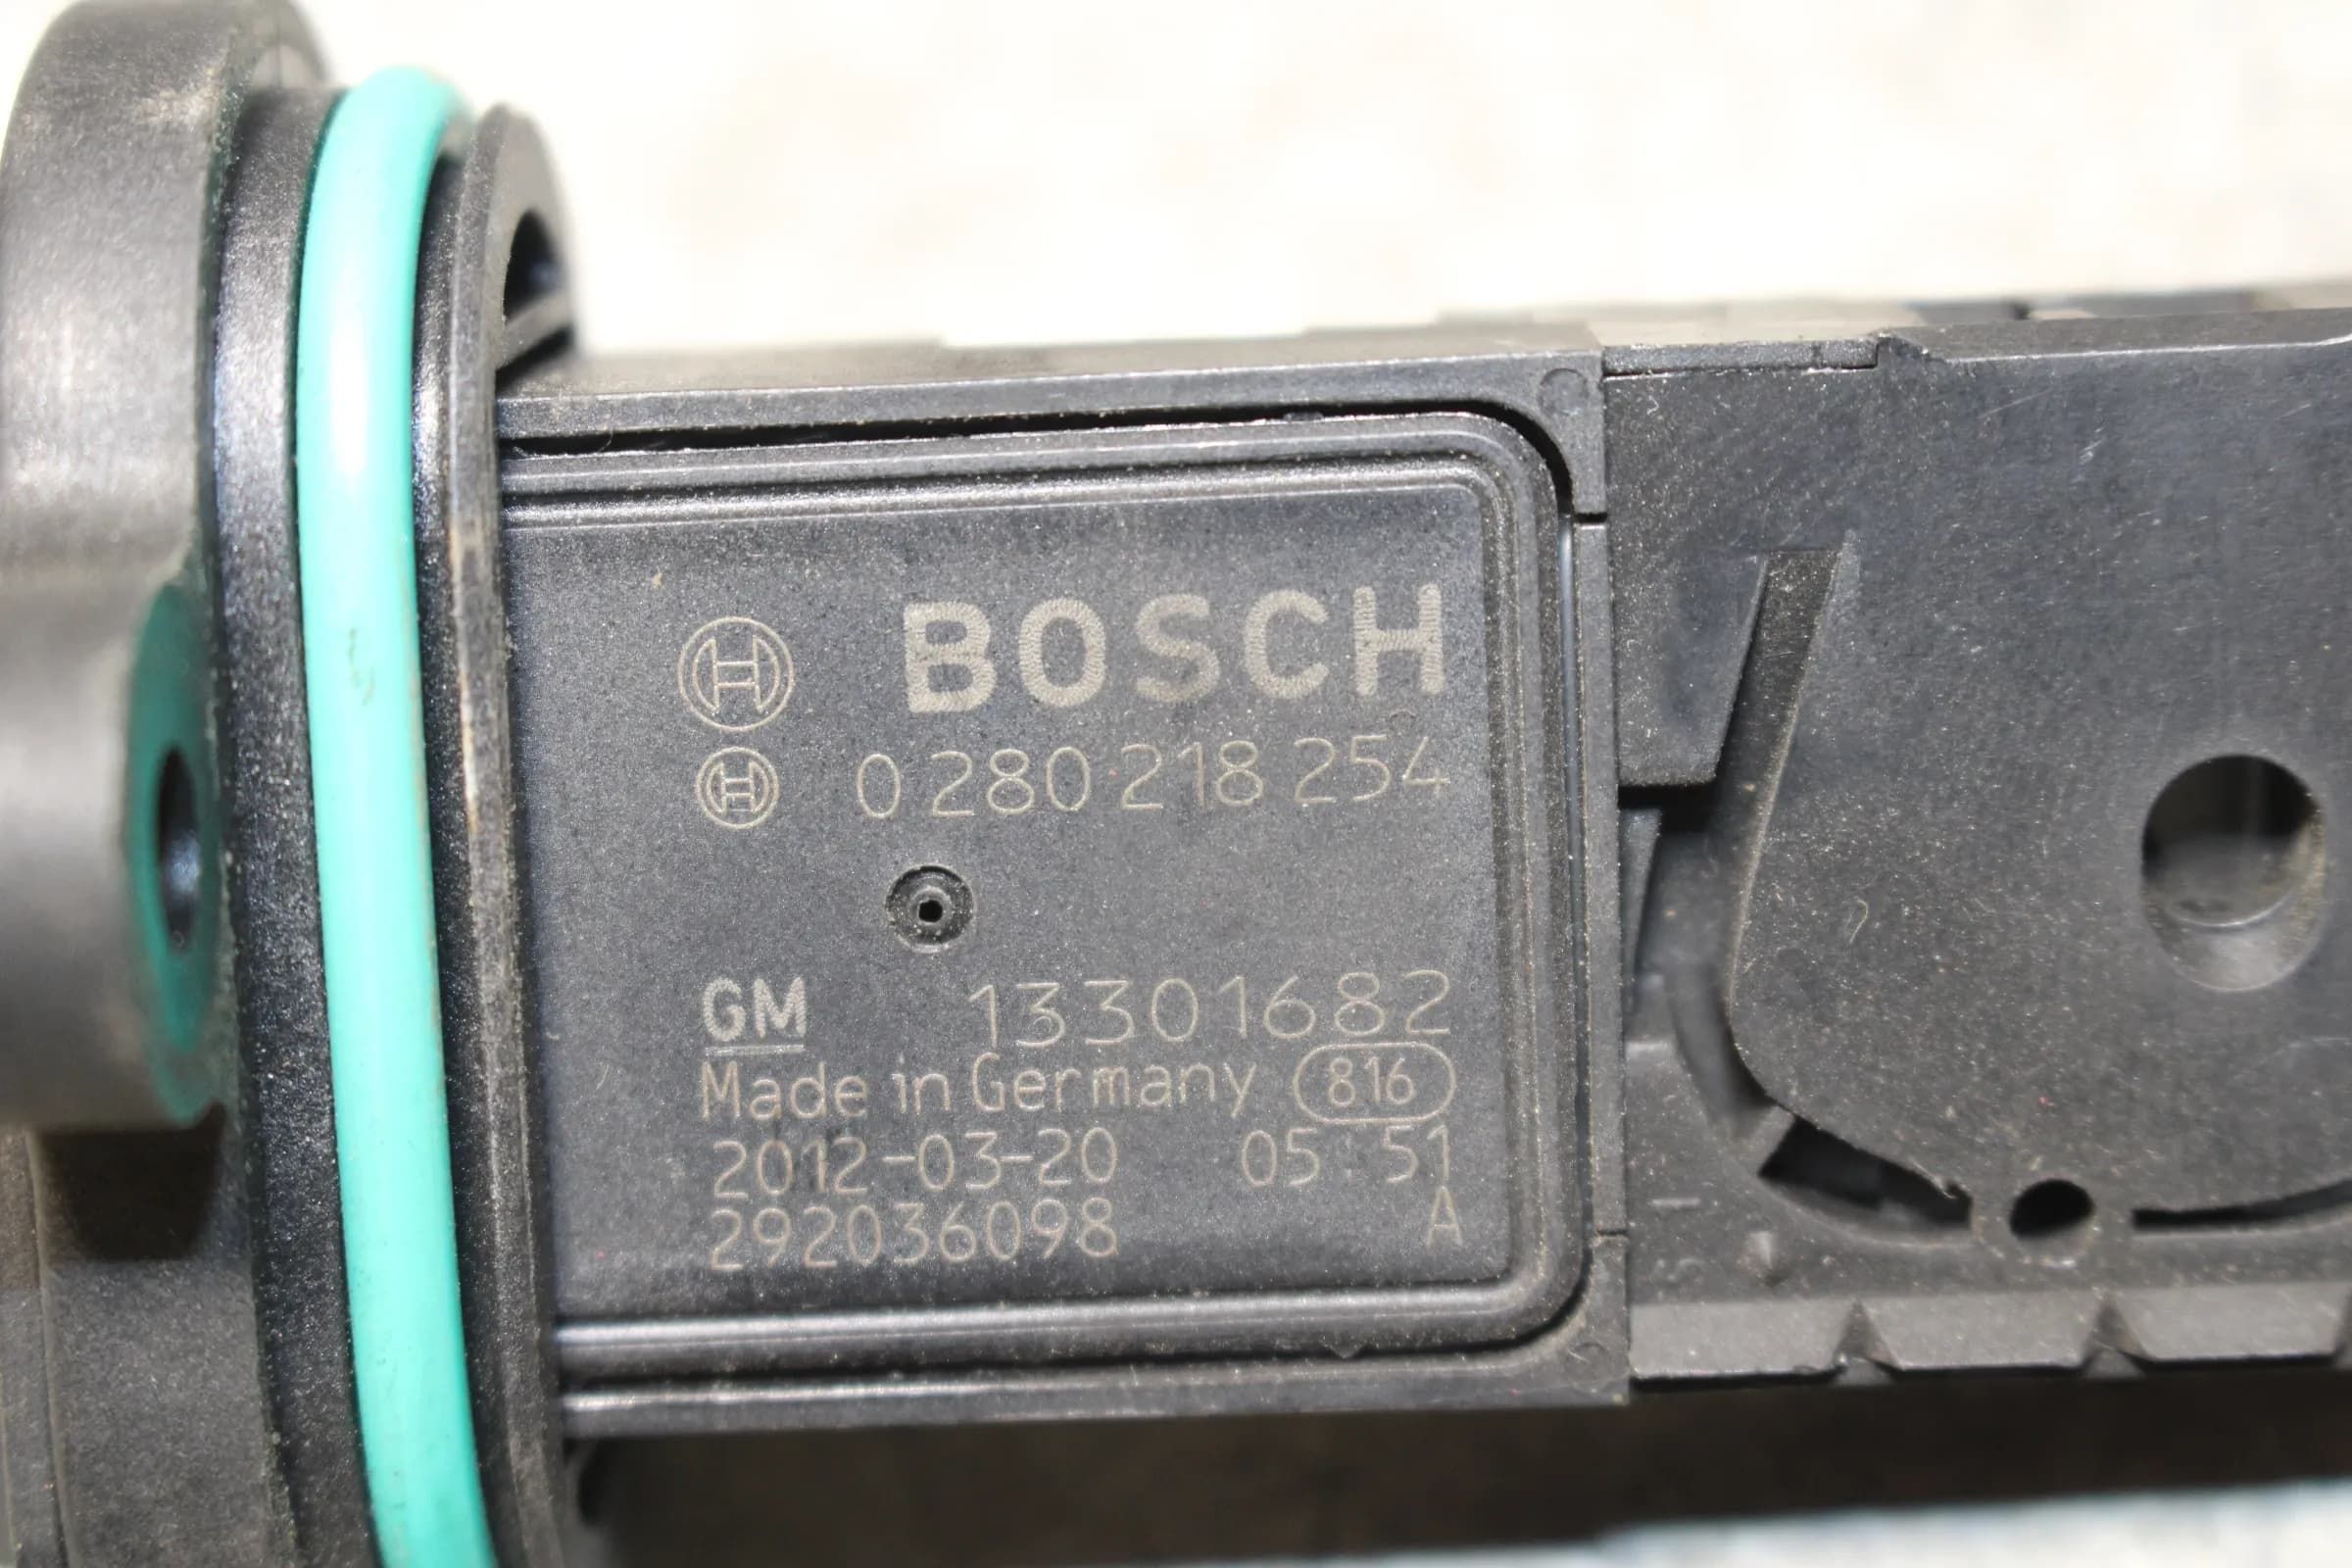 BOSCH
0 280 218 254
GM 13301682
Made in Germany 816
2012-03-20 05:51
292036098 A